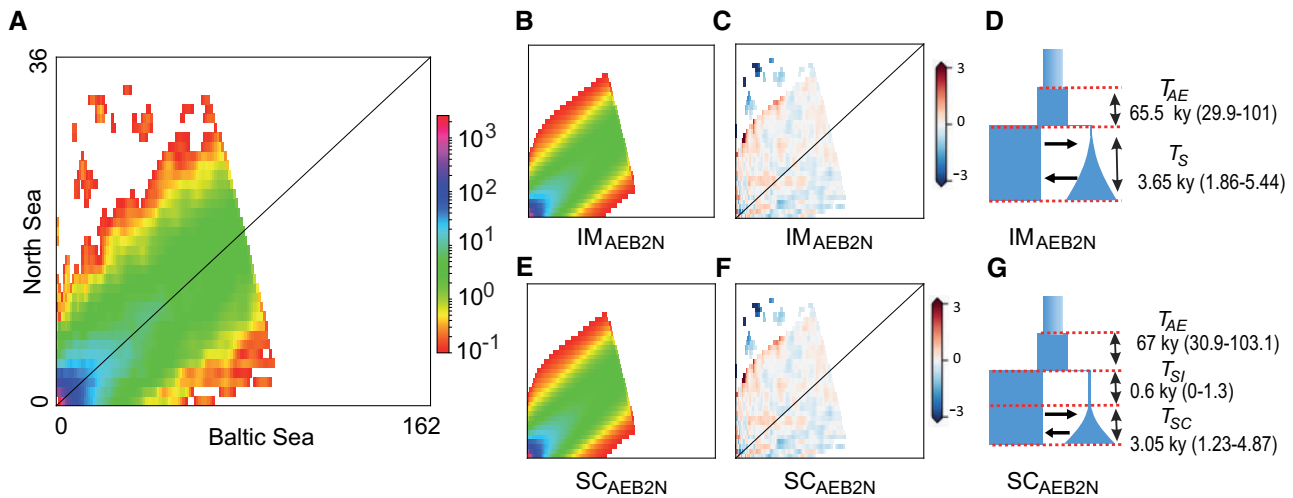 A
36
North Sea
0
0
162
Baltic Sea
10^3
10^2
10^1
10^0
10^-1
B
IM_AEB2N
C
3
0
−3
IM_AEB2N
D
T_AE
65.5 ky (29.9-101)
T_S
3.65 ky (1.86-5.44)
IM_AEB2N
E
SC_AEB2N
F
3
0
−3
SC_AEB2N
G
T_AE
67 ky (30.9-103.1)
T_SI
0.6 ky (0-1.3)
T_SC
3.05 ky (1.23-4.87)
SC_AEB2N